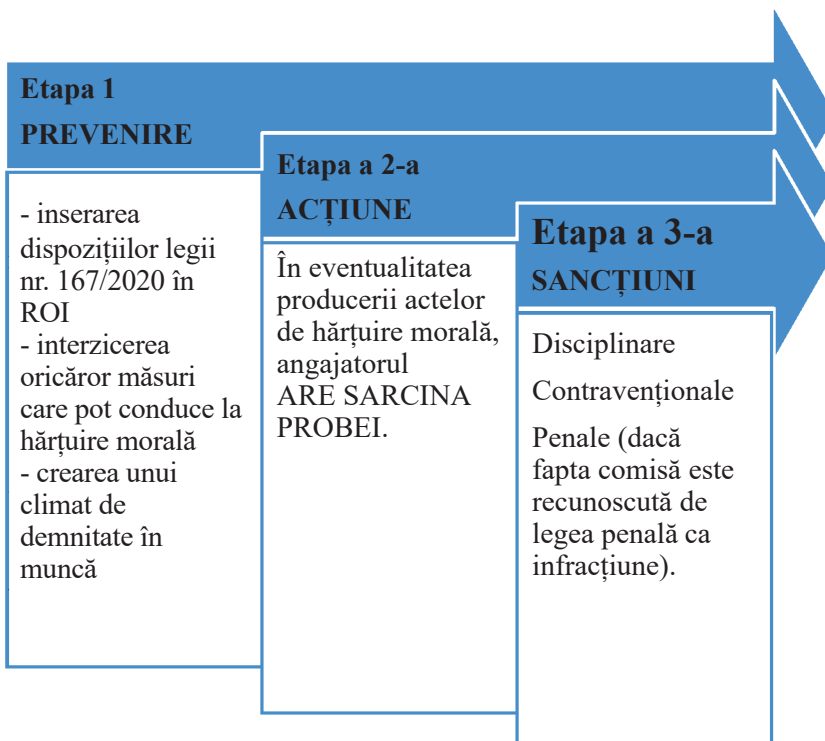 Etapa 1
PREVENIRE
- inserarea
dispozițiilor legii
nr. 167/2020 în
ROI
- interzicerea
oricăror măsuri
care pot conduce la
hărțuire morală
- crearea unui
climat de
demnitate în
muncă
Etapa a 2-a
ACȚIUNE
În eventualitatea
producerii actelor
de hărțuire morală,
angajatorul
ARE SARCINA
PROBEI.
Etapa a 3-a
SANCȚIUNI
Disciplinare
Contravenționale
Penale (dacă
fapta comisă este
recunoscută de
legea penală ca
infracțiune).